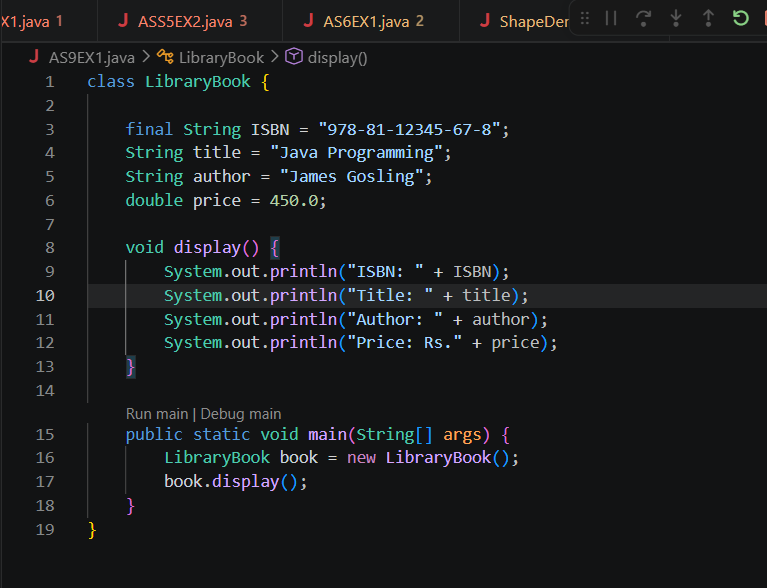 X1.java 1 J ASS5EX2.java 3 J AS6EX1.java 2 J ShapeDer
J AS9EX1.java > LibraryBook > display()
1 class LibraryBook {
2
3 final String ISBN = "978-81-12345-67-8";
4 String title = "Java Programming";
5 String author = "James Gosling";
6 double price = 450.0;
7
8 void display() {
9 System.out.println("ISBN: " + ISBN);
10 System.out.println("Title: " + title);
11 System.out.println("Author: " + author);
12 System.out.println("Price: Rs." + price);
13 }
14
Run main | Debug main
15 public static void main(String[] args) {
16 LibraryBook book = new LibraryBook();
17 book.display();
18 }
19 }